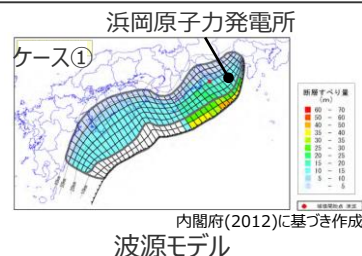 浜岡原子力発電所
ケース①
断層すべり量
(m)
60 - 70
50 - 60
40 - 50
35 - 40
30 - 35
25 - 30
20 - 25
15 - 20
10 - 15
5 - 10
- 5
内閣府(2012)に基づき作成
波源モデル